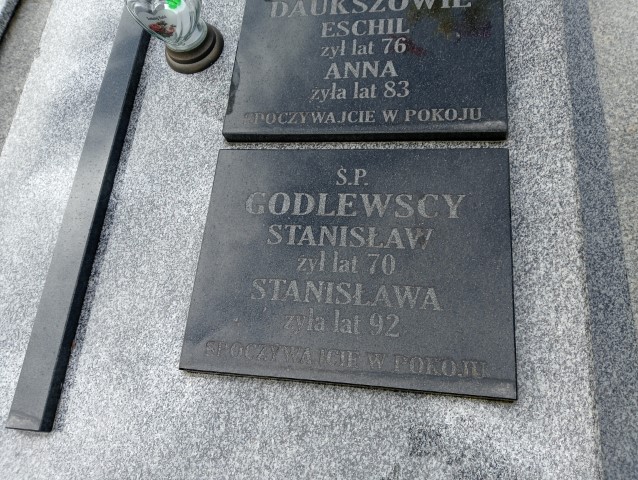 DAUKSZOWIE
ESCHIL
żył lat 76
ANNA
żyła lat 83
SPOCZYWAJCIE W POKOJU
Ś.P.
GODLEWSCY
STANISŁAW
żył lat 70
STANISŁAWA
żyła lat 92
SPOCZYWAJCIE W POKOJU